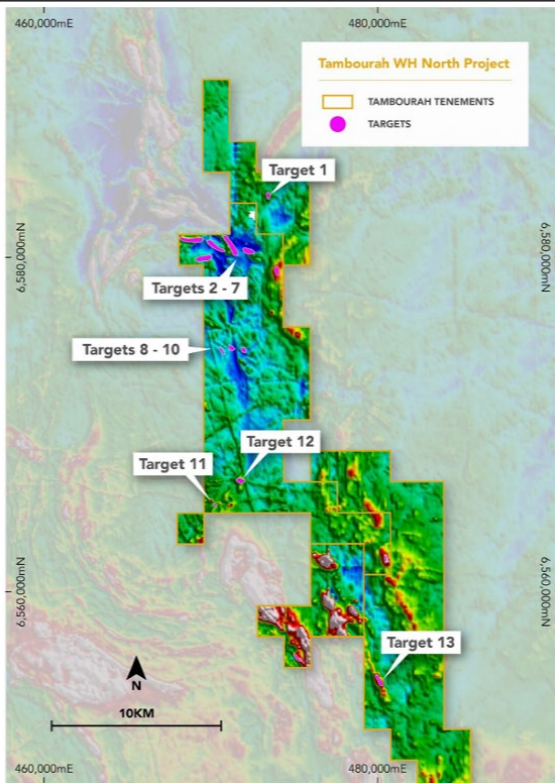 460,000mE
480,000mE
Tambourah WH North Project
TAMBOURAH TENEMENTS
TARGETS
Target 1
6,580,000mN
6,580,000mN
Targets 2 - 7
Targets 8 - 10
Target 12
Target 11
6,560,000mN
6,560,000mN
Target 13
N
10KM
460,000mE
480,000mE